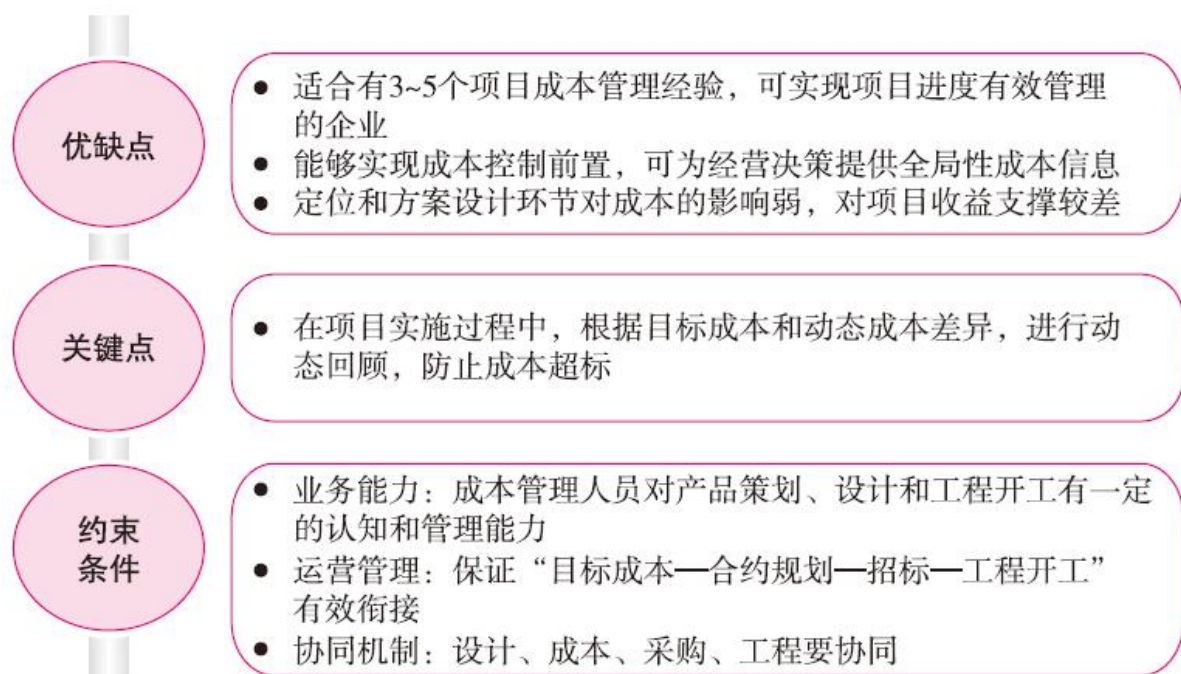 优缺点
● 适合有3~5个项目成本管理经验，可实现项目进度有效管理
的企业
● 能够实现成本控制前置，可为经营决策提供全局性成本信息
● 定位和方案设计环节对成本的影响弱，对项目收益支撑较差
关键点
● 在项目实施过程中，根据目标成本和动态成本差异，进行动
态回顾，防止成本超标
约束
条件
● 业务能力：成本管理人员对产品策划、设计和工程开工有一定
的认知和管理能力
● 运营管理：保证“目标成本—合约规划—招标—工程开工”
有效衔接
● 协同机制：设计、成本、采购、工程要协同